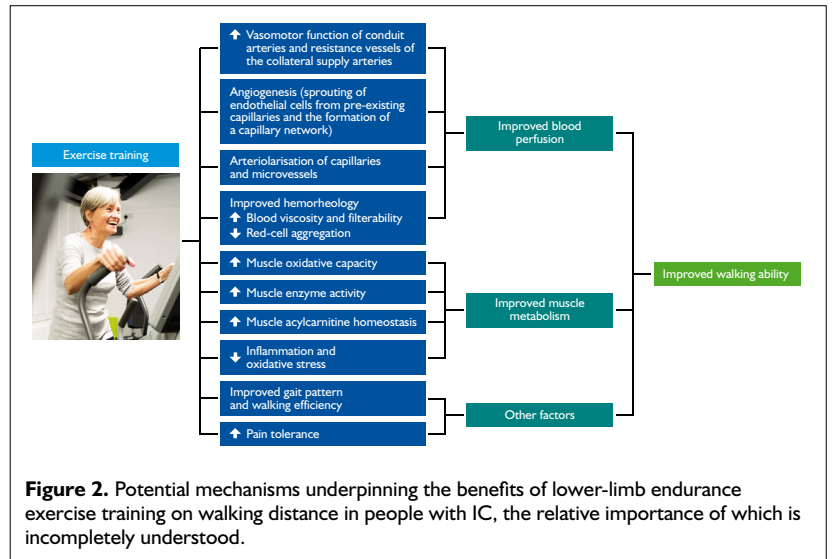 ⬆ Vasomotor function of conduit
arteries and resistance vessels of
the collateral supply arteries
Angiogenesis (sprouting of
endothelial cells from pre-existing
capillaries and the formation of
a capillary network)
Arteriolarisation of capillaries
and microvessels
Improved hemorheology
⬆ Blood viscosity and filterability
⬇ Red-cell aggregation
⬆ Muscle oxidative capacity
⬆ Muscle enzyme activity
⬆ Muscle acylcarnitine homeostasis
⬇ Inflammation and
oxidative stress
Improved gait pattern
and walking efficiency
⬆ Pain tolerance
Exercise training
Improved blood
perfusion
Improved muscle
metabolism
Other factors
Improved walking ability
Figure 2. Potential mechanisms underpinning the benefits of lower-limb endurance
exercise training on walking distance in people with IC, the relative importance of which is
incompletely understood.